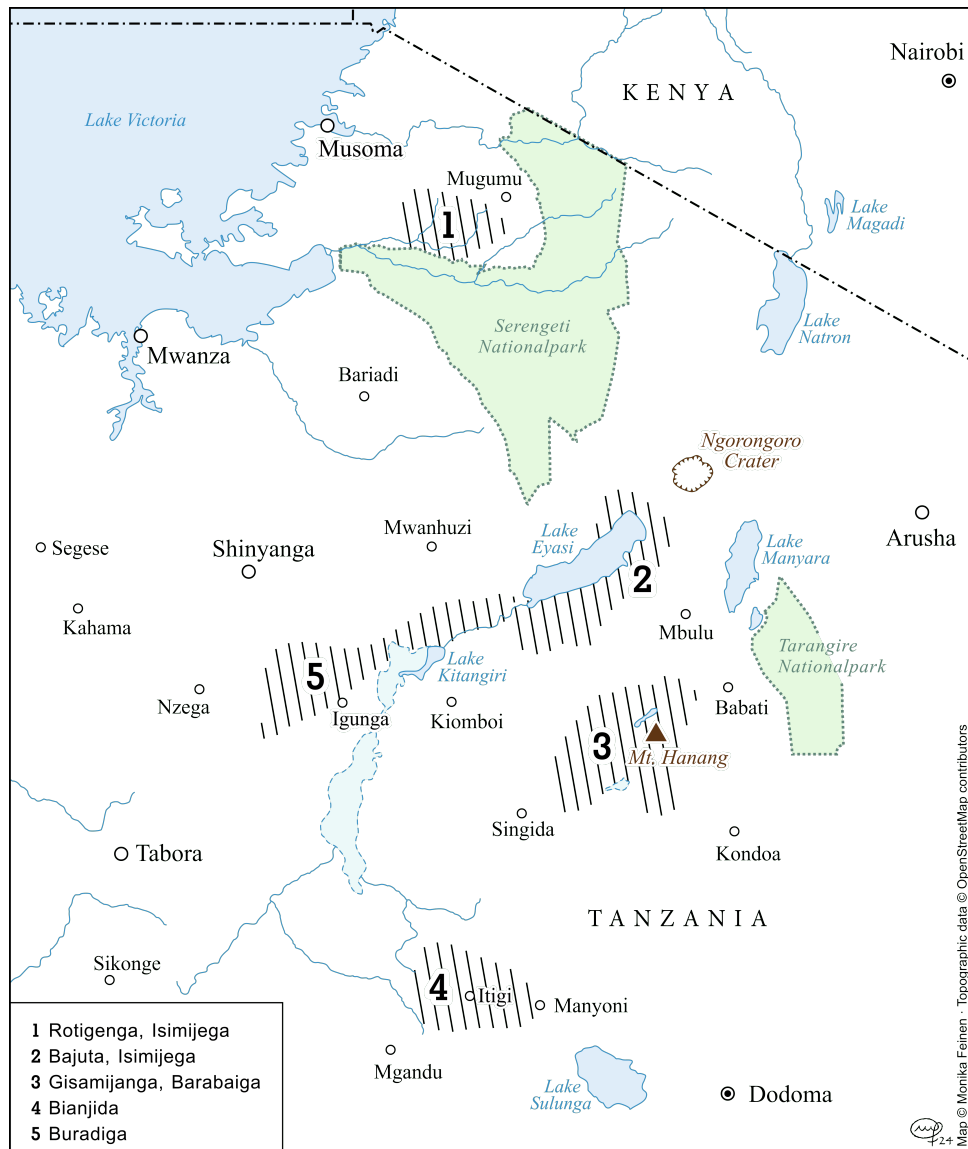 Nairobi
KENYA
Lake Victoria
Musoma
Mugumu
1
Lake
Magadi
Serengeti
Nationalpark
Lake
Natron
Mwanza
Bariadi
Ngorongoro
Crater
Mwanhuzi
Lake
Eyasi
Segese
Shinyanga
Lake
Manyara
Arusha
2
Kahama
Mbulu
Tarangire
Nationalpark
Lake
Kitangiri
5
Nzega
Igunga
Kiomboi
Babati
3
Mt. Hanang
Singida
Kondoa
Tabora
TANZANIA
Sikonge
4
Itigi
Manyoni
Mgandu
Lake
Sulunga
Dodoma
1 Rotigenga, Isimijega
2 Bajuta, Isimijega
3 Gisamijanga, Barabaiga
4 Bianjida
5 Buradiga
Map © Monika Feinen · Topographic data © OpenStreetMap contributors
24